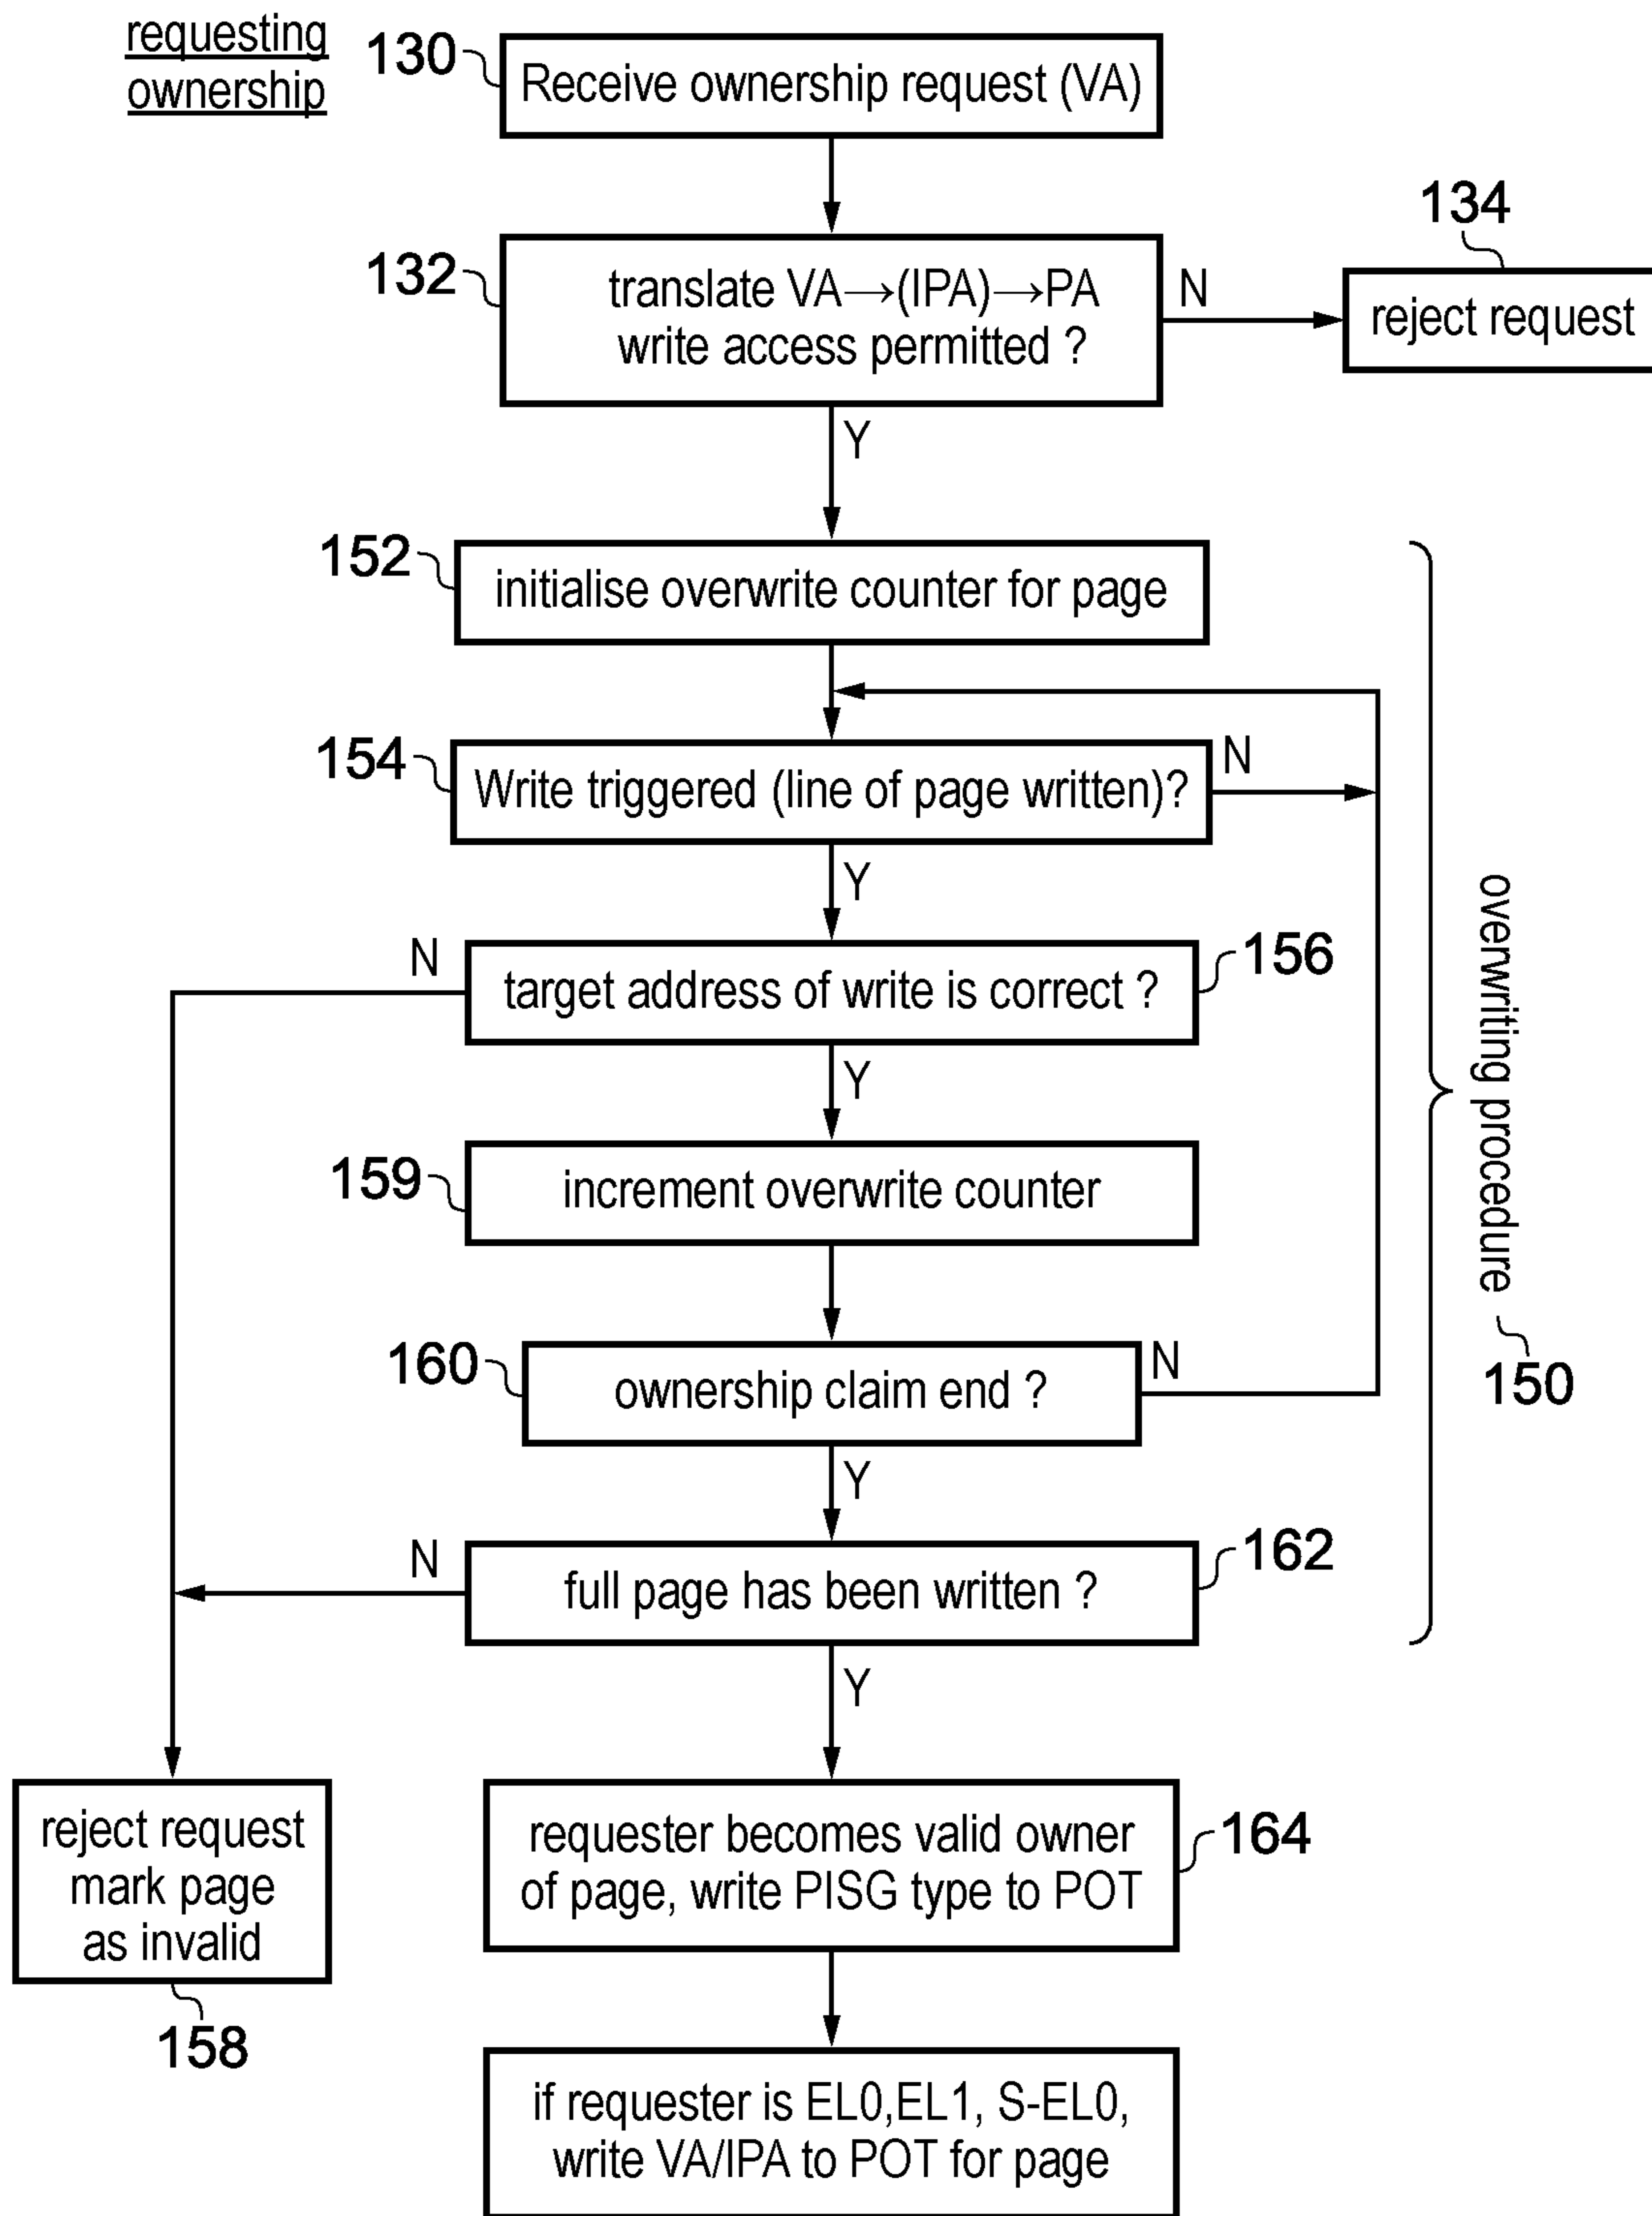 requesting
ownership
130
Receive ownership request (VA)
134
132
translate VA→(IPA)→PA
write access permitted ?
N
reject request
Y
152
initialise overwrite counter for page
154
Write triggered (line of page written)?
N
Y
N
target address of write is correct ?
156
Y
159
increment overwrite counter
overwriting procedure
150
160
ownership claim end ?
N
Y
N
full page has been written ?
162
Y
reject request
mark page
as invalid
158
requester becomes valid owner
of page, write PISG type to POT
164
if requester is EL0,EL1, S-EL0,
write VA/IPA to POT for page